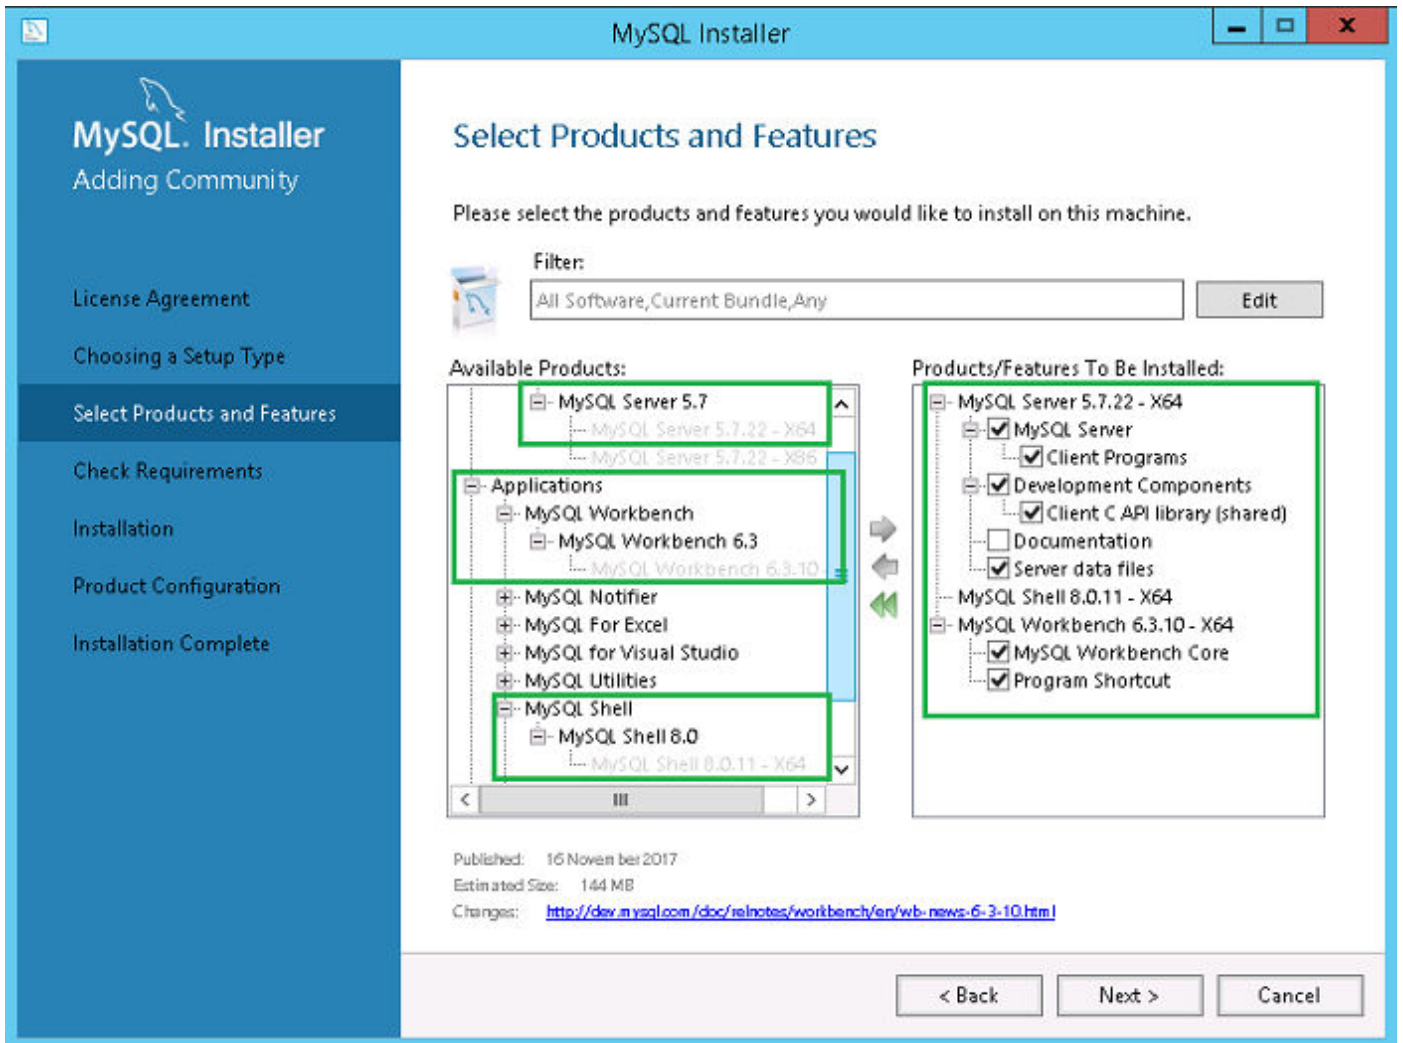 MySQL Installer
MySQL. Installer
Adding Community
License Agreement
Choosing a Setup Type
Select Products and Features
Check Requirements
Installation
Product Configuration
Installation Complete
Select Products and Features
Please select the products and features you would like to install on this machine.
Filter:
All Software,Current Bundle,Any
Edit
Available Products:
MySQL Server 5.7
MySQL Server 5.7.22 - X64
MySQL Server 5.7.22 - X86
Applications
MySQL Workbench
MySQL Workbench 6.3
MySQL Workbench 6.3.10 -
MySQL Notifier
MySQL For Excel
MySQL for Visual Studio
MySQL Utilities
MySQL Shell
MySQL Shell 8.0
MySQL Shell 8.0.11 - X64
Products/Features To Be Installed:
MySQL Server 5.7.22 - X64
MySQL Server
Client Programs
Development Components
Client C API library (shared)
Documentation
Server data files
MySQL Shell 8.0.11 - X64
MySQL Workbench 6.3.10 - X64
MySQL Workbench Core
Program Shortcut
Published: 16 November 2017
Estimated Size: 144 MB
Changes: http://dev.mysql.com/doc/relnotes/workbench/en/wb-news-6-3-10.html
< Back
Next >
Cancel